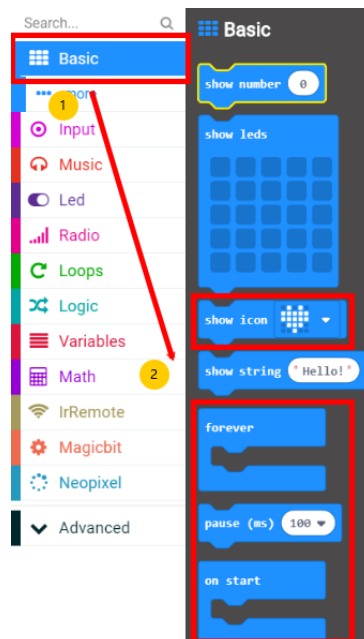 Search...
Basic
more
1
Input
Music
Led
Radio
Loops
Logic
Variables
Math
2
IrRemote
Magicbit
Neopixel
Advanced
Basic
show number 0
show leds
show icon
show string "Hello!"
forever
pause (ms) 100
on start